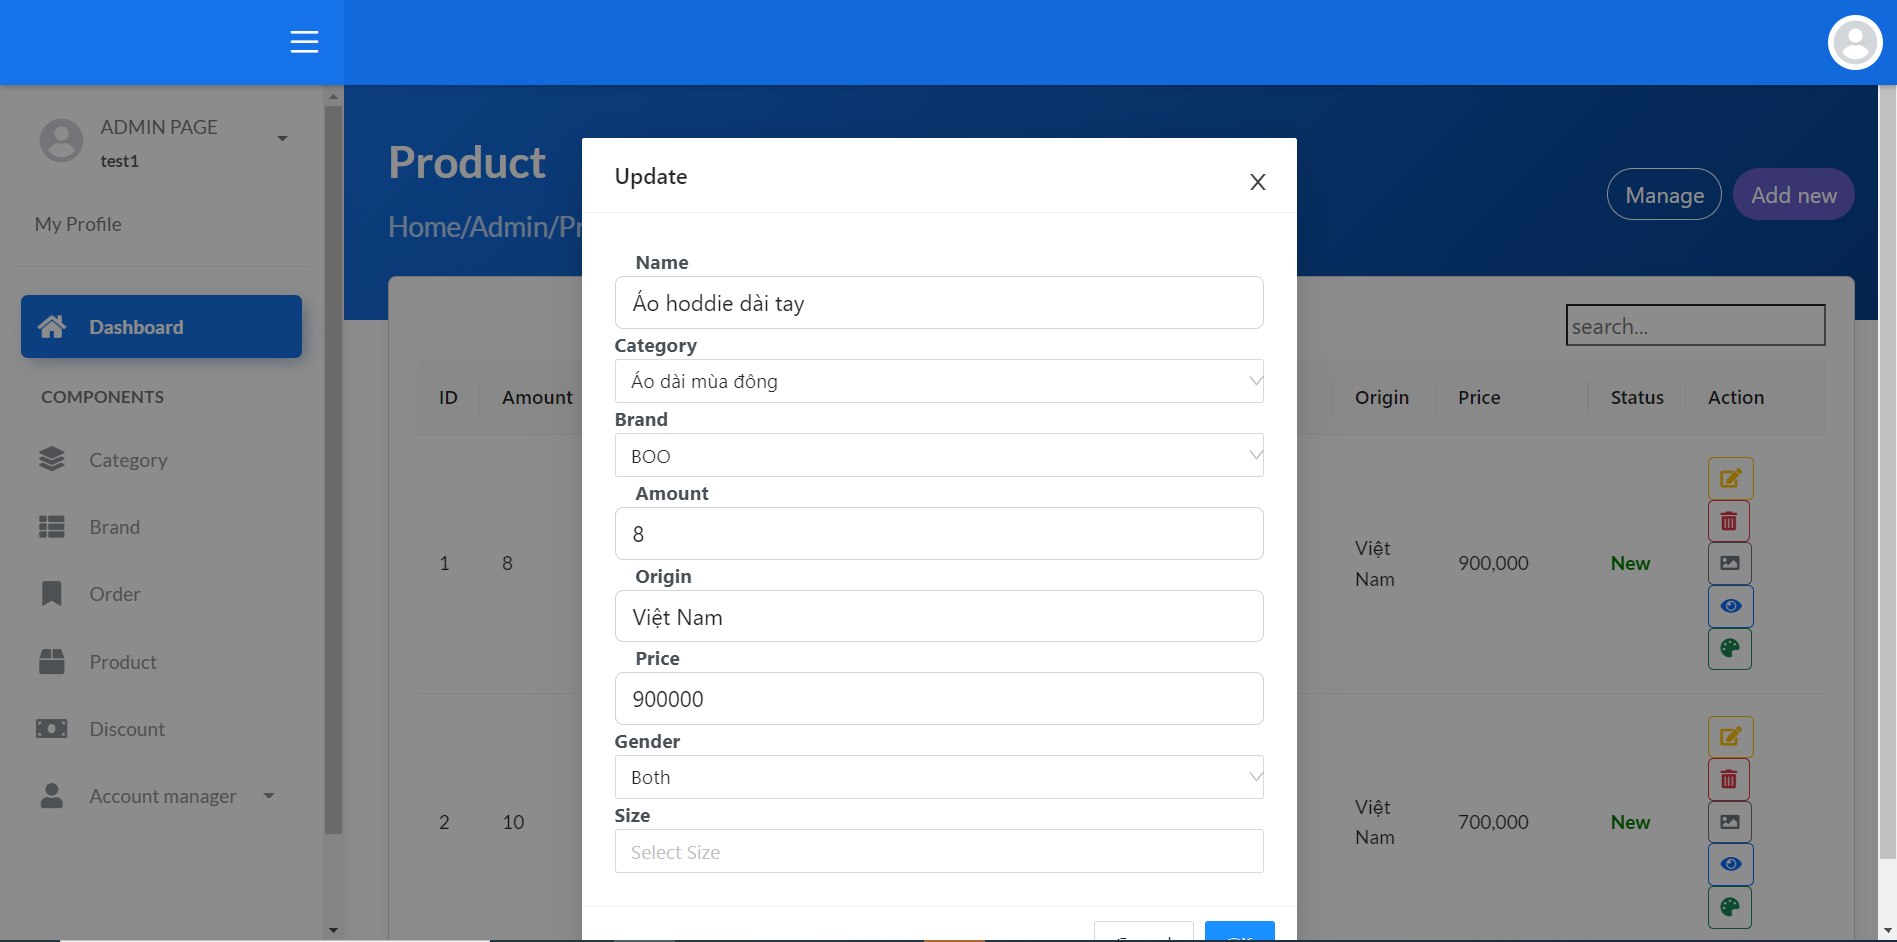 ADMIN PAGE
test1
My Profile
Dashboard
COMPONENTS
Category
Brand
Order
Product
Discount
Account manager
Product
Home/Admin/Pr
Manage
Add new
search...
ID Amount Origin Price Status Action
1 8 Việt Nam 900,000 New
2 10 Việt Nam 700,000 New
Update
X
Name
Áo hoddie dài tay
Category
Áo dài mùa đông
Brand
BOO
Amount
8
Origin
Việt Nam
Price
900000
Gender
Both
Size
Select Size